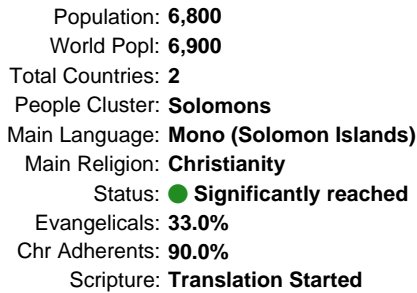 Population: 6,800
World Popl: 6,900
Total Countries: 2
People Cluster: Solomons
Main Language: Mono (Solomon Islands)
Main Religion: Christianity
Status: Significantly reached
Evangelicals: 33.0%
Chr Adherents: 90.0%
Scripture: Translation Started